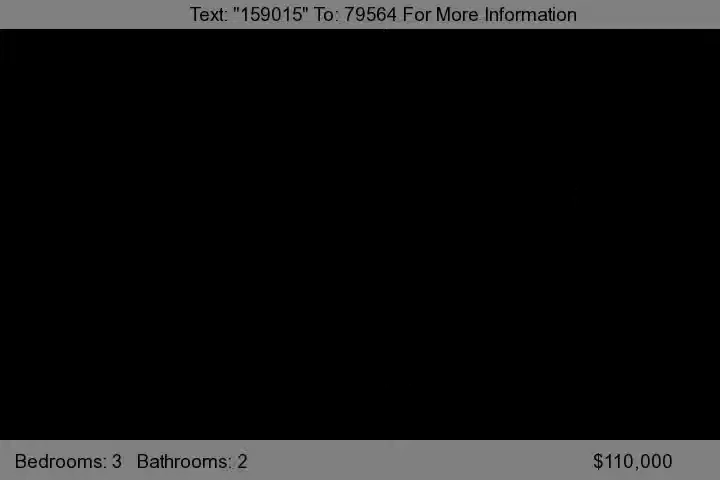 Text: "159015" To: 79564 For More Information
Bedrooms: 3 Bathrooms: 2 $110,000